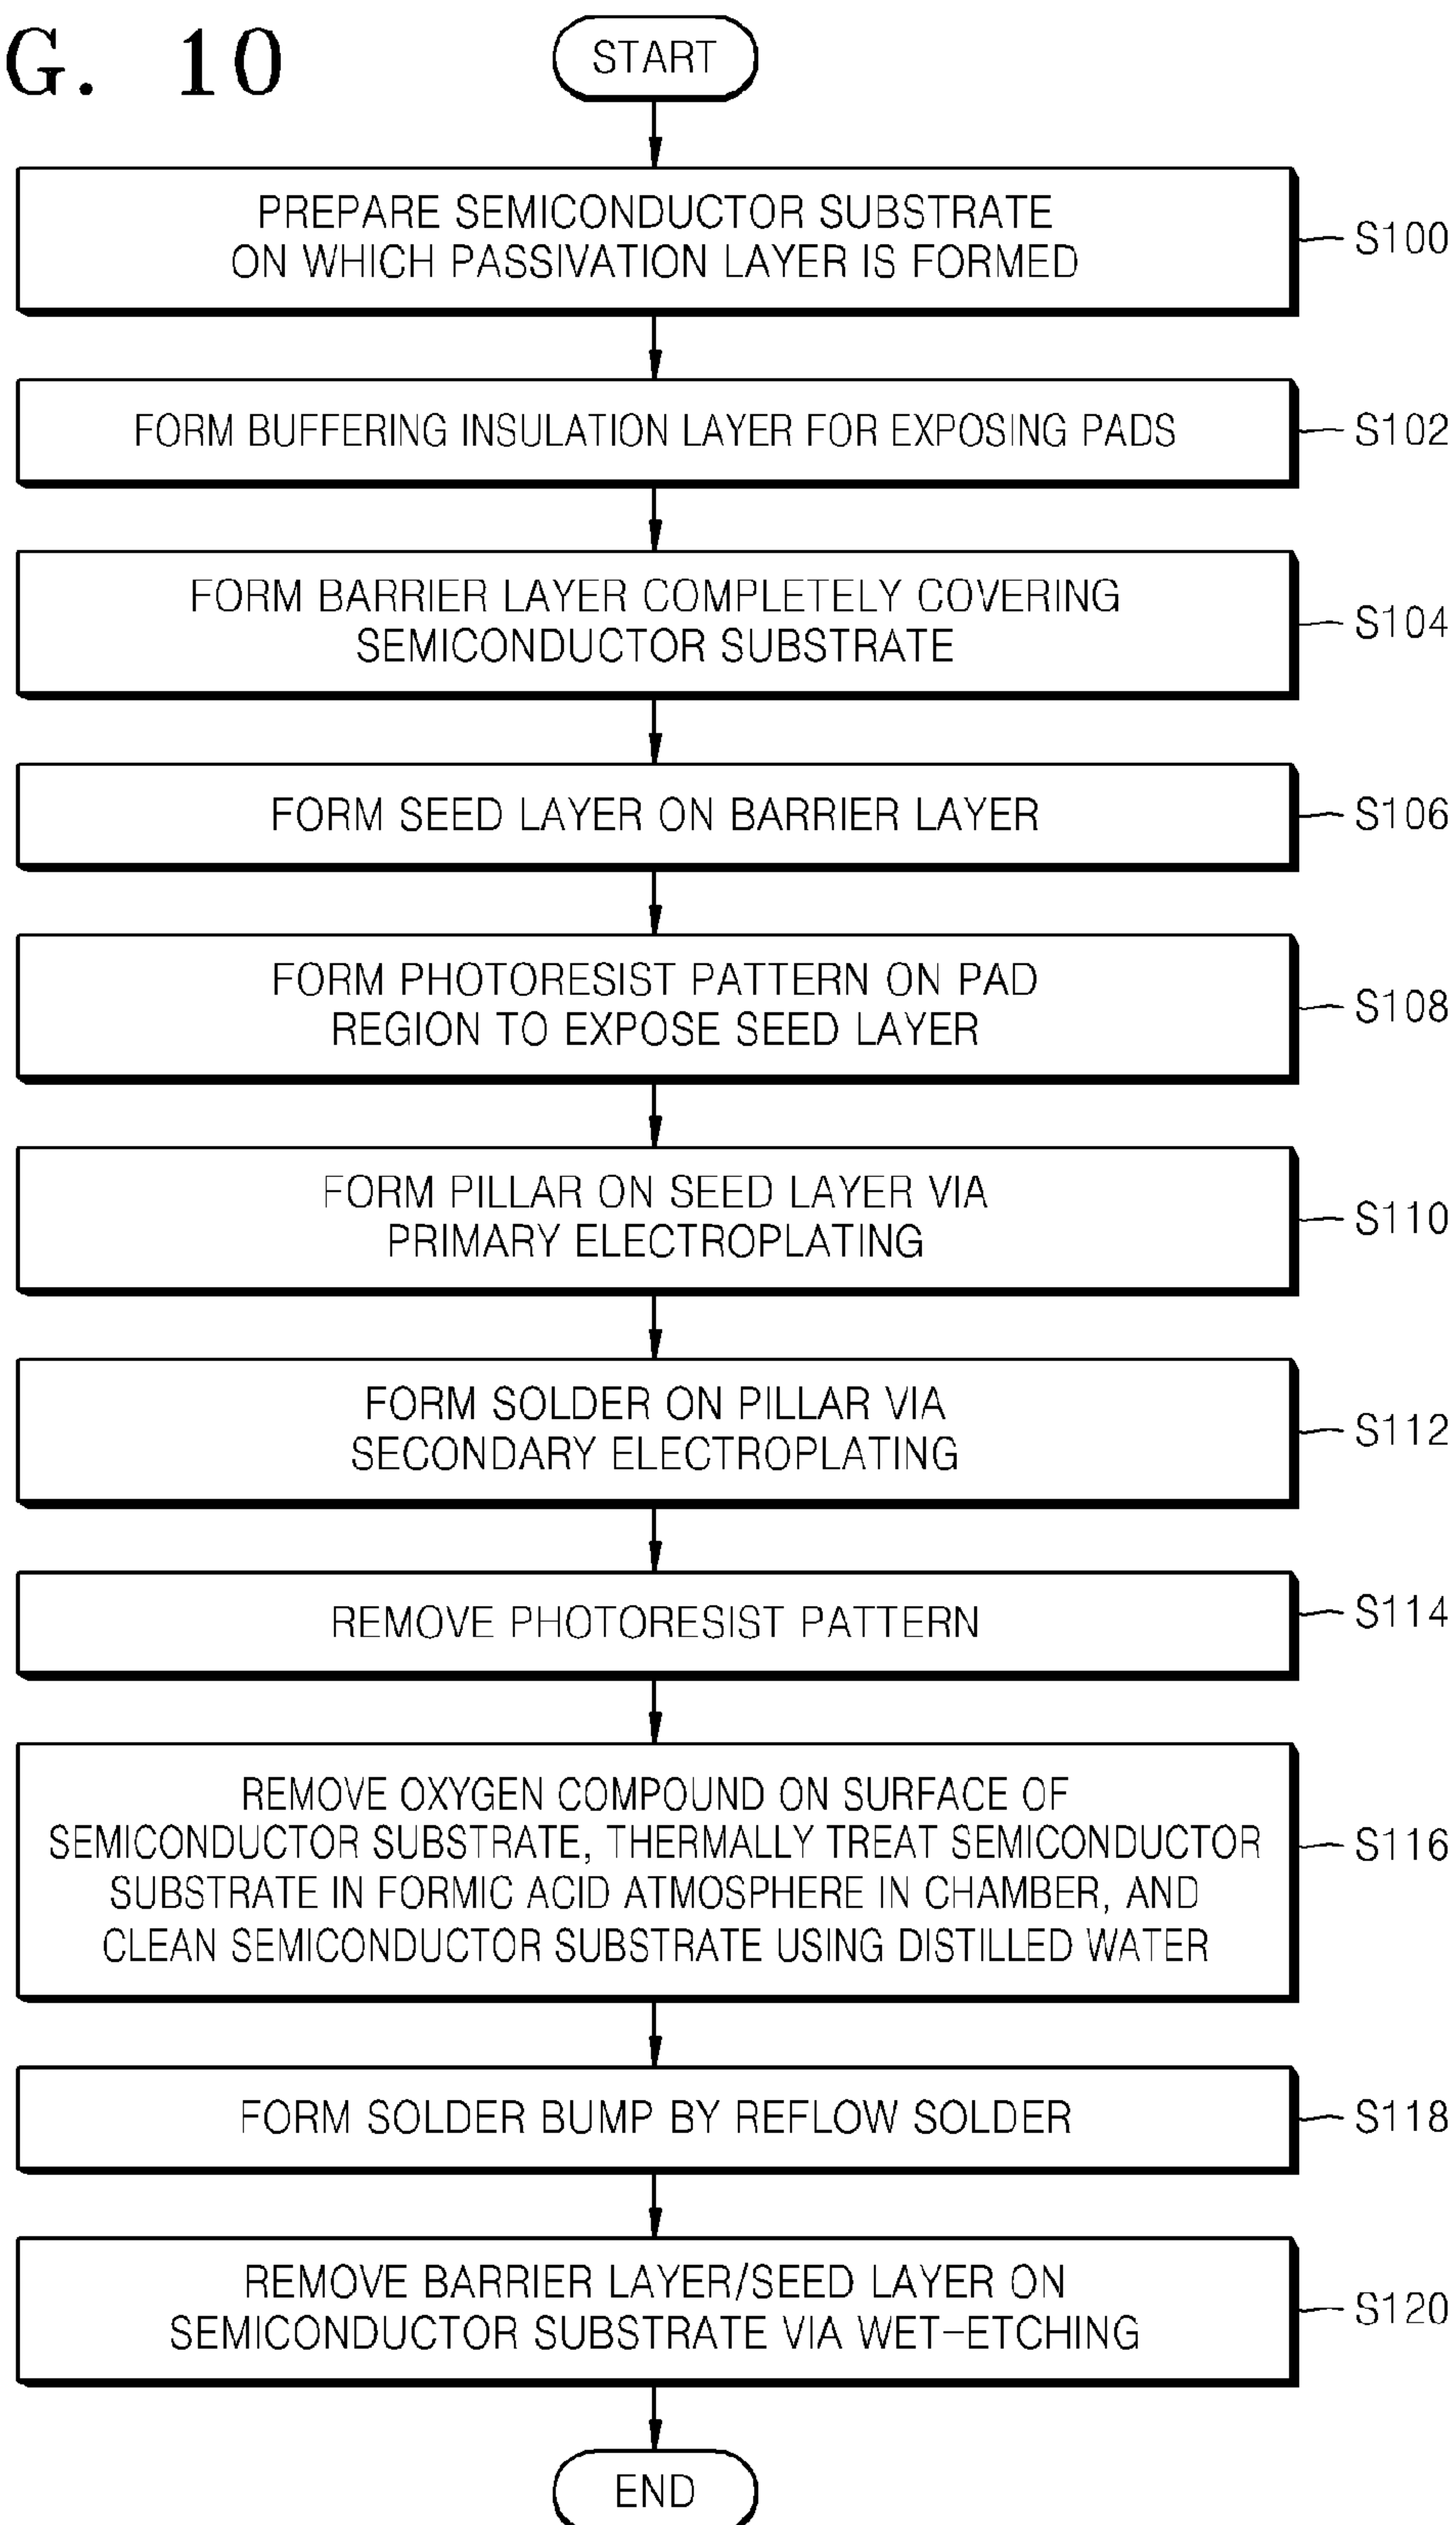 G. 10
START
PREPARE SEMICONDUCTOR SUBSTRATE
ON WHICH PASSIVATION LAYER IS FORMED
S100
FORM BUFFERING INSULATION LAYER FOR EXPOSING PADS
S102
FORM BARRIER LAYER COMPLETELY COVERING
SEMICONDUCTOR SUBSTRATE
S104
FORM SEED LAYER ON BARRIER LAYER
S106
FORM PHOTORESIST PATTERN ON PAD
REGION TO EXPOSE SEED LAYER
S108
FORM PILLAR ON SEED LAYER VIA
PRIMARY ELECTROPLATING
S110
FORM SOLDER ON PILLAR VIA
SECONDARY ELECTROPLATING
S112
REMOVE PHOTORESIST PATTERN
S114
REMOVE OXYGEN COMPOUND ON SURFACE OF
SEMICONDUCTOR SUBSTRATE, THERMALLY TREAT SEMICONDUCTOR
SUBSTRATE IN FORMIC ACID ATMOSPHERE IN CHAMBER, AND
CLEAN SEMICONDUCTOR SUBSTRATE USING DISTILLED WATER
S116
FORM SOLDER BUMP BY REFLOW SOLDER
S118
REMOVE BARRIER LAYER/SEED LAYER ON
SEMICONDUCTOR SUBSTRATE VIA WET-ETCHING
S120
END